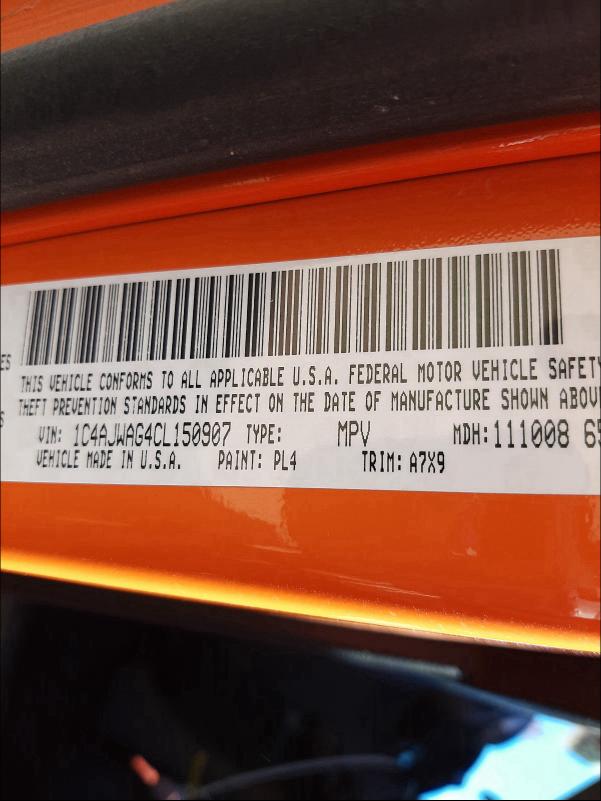 ES
THIS VEHICLE CONFORMS TO ALL APPLICABLE U.S.A. FEDERAL MOTOR VEHICLE SAFETY
THEFT PREVENTION STANDARDS IN EFFECT ON THE DATE OF MANUFACTURE SHOWN ABOV
S
VIN: 1C4AJWAG4CL150907 TYPE: MPV MDH: 111008 65
VEHICLE MADE IN U.S.A. PAINT: PL4 TRIM: A7X9